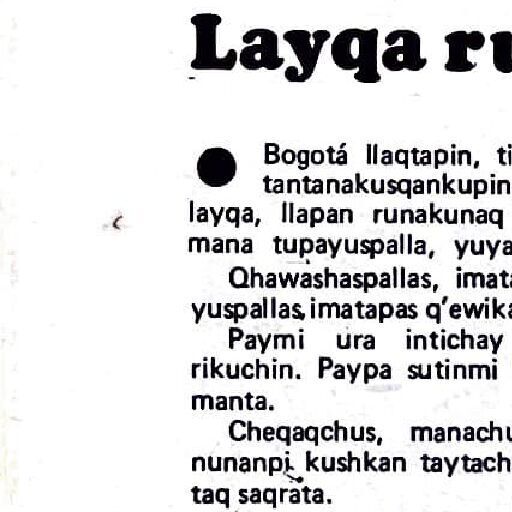 Layqa ru
● Bogotá llaqtapin, ti
tantanakusqankupin
layqa, llapan runakunaq
mana tupayuspalla, yuya
Qhawashaspallas, imata
yuspallas, imatapas q'ewika
Paymi ura intichay
rikuchin. Paypa sutinmi
manta.
Cheqaqchus, manachu
nunanpi kushkan taytach
taq saqrata.